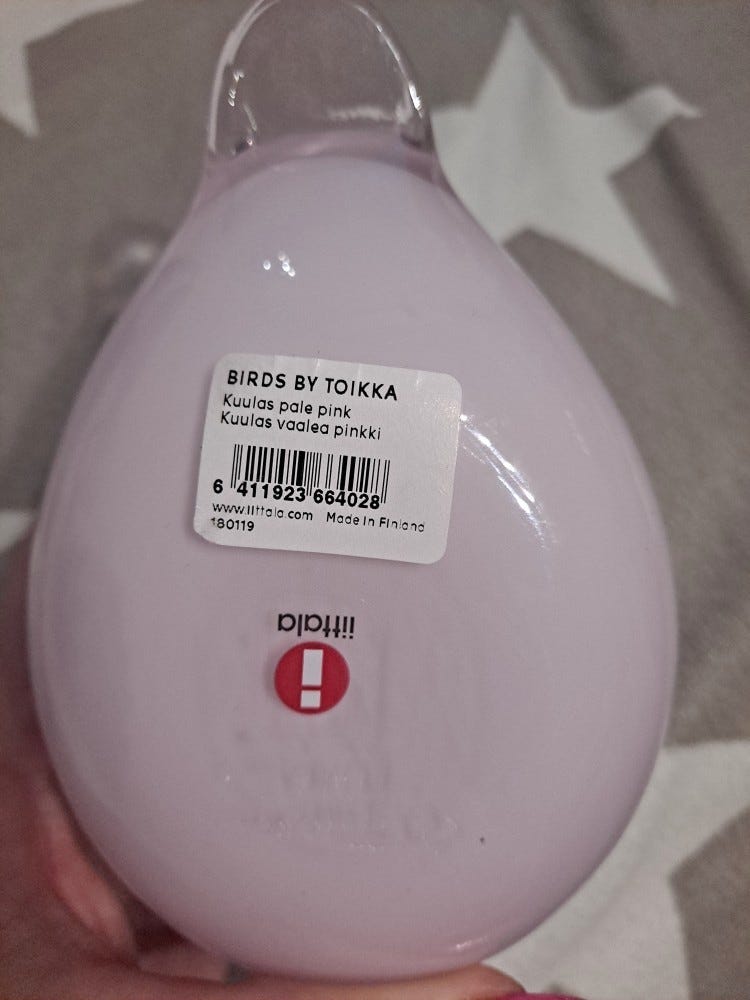 BIRDS BY TOIKKA
Kuulas pale pink
Kuulas vaalea pinkki
6 411923 664028
www.iittala.com Made in Finland
180119
iittala